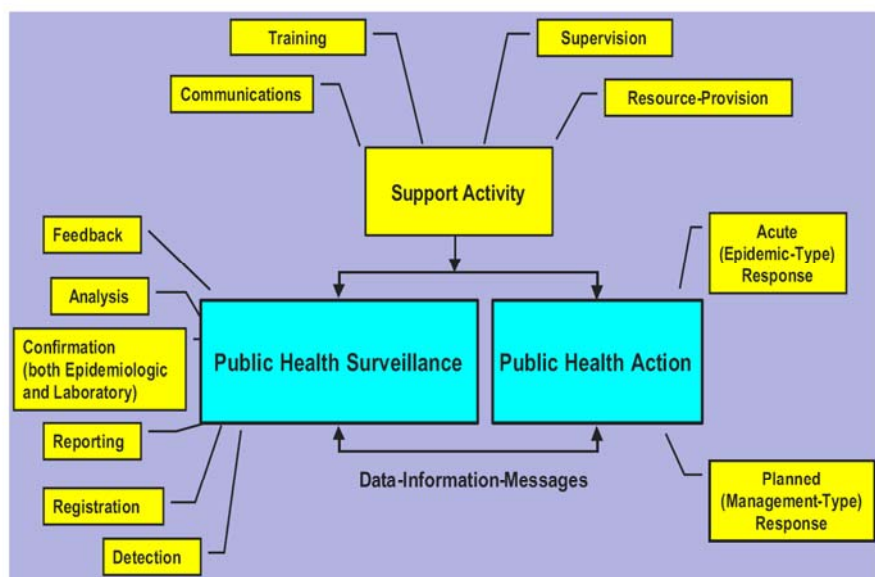 Training
Supervision
Communications
Resource-Provision
Support Activity
Feedback
Acute
(Epidemic-Type)
Response
Analysis
Confirmation
(both Epidemiologic
and Laboratory)
Public Health Surveillance
Public Health Action
Reporting
Data-Information-Messages
Registration
Planned
(Management-Type)
Response
Detection